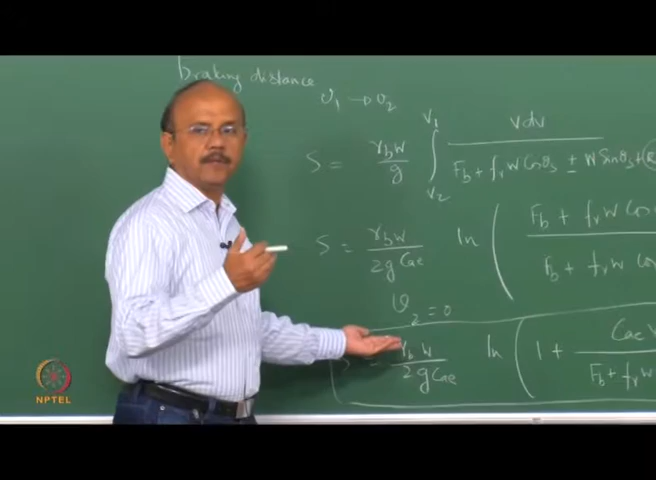 braking distance
v₁ → v₂
S = γ_b W / g ∫_{v₂}^{v₁} v dv / F_b + f_r W Cos θ_s ± W Sin θ_s +
S = γ_b W / 2g C_ae ln ( F_b + f_r W Co / F_b + f_r W Co
v₂ = 0
= γ_b W / 2g C_ae ln ( 1 + C_ae / F_b + f_r W
NPTEL